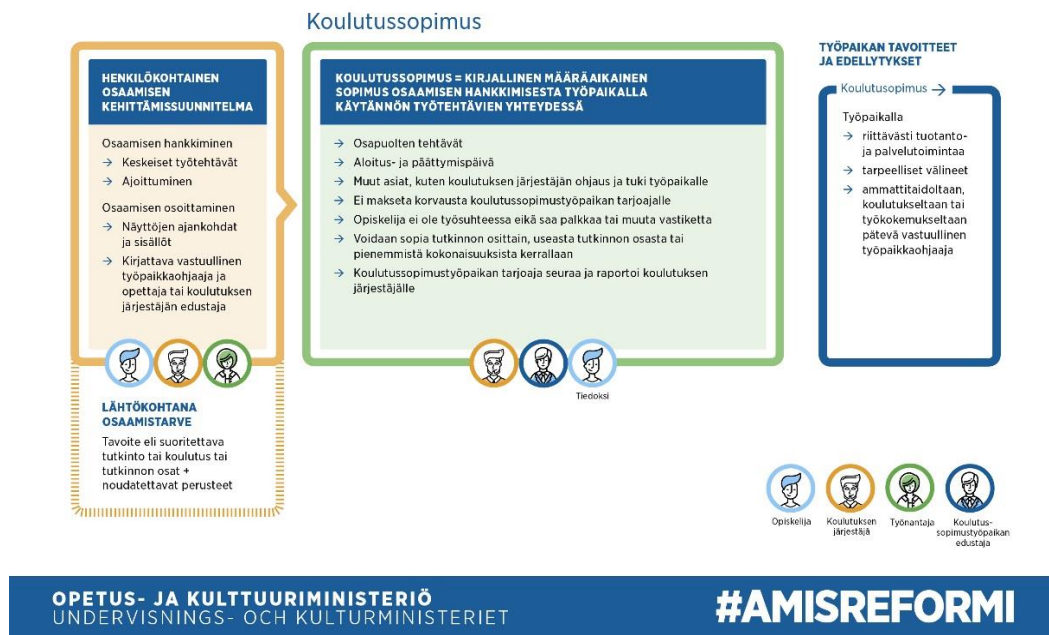 Koulutussopimus
HENKILÖKOHTAINEN
OSAAMISEN
KEHITTÄMISSUUNNITELMA
Osaamisen hankkiminen
→ Keskeiset työtehtävät
→ Ajoittuminen
Osaamisen osoittaminen
→ Näyttöjen ajankohdat
ja sisällöt
→ Kirjattava vastuullinen
työpaikkaohjaaja ja
opettaja tai koulutuksen
järjestäjän edustaja
LÄHTÖKOHTANA
OSAAMISTARVE
Tavoite eli suoritettava
tutkinto tai koulutus tai
tutkinnon osat +
noudatettavat perusteet
KOULUTUSSOPIMUS = KIRJALLINEN MÄÄRÄAIKAINEN
SOPIMUS OSAAMISEN HANKKIMISESTA TYÖPAIKALLA
KÄYTÄNNÖN TYÖTEHTÄVIEN YHTEYDESSÄ
→ Osapuolten tehtävät
→ Aloitus- ja päättymispäivä
→ Muut asiat, kuten koulutuksen järjestäjän ohjaus ja tuki työpaikalle
→ Ei makseta korvausta koulutussopimustyöpaikan tarjoajalle
→ Opiskelija ei ole työsuhteessa eikä saa palkkaa tai muuta vastiketta
→ Voidaan sopia tutkinnon osittain, useasta tutkinnon osasta tai
pienemmistä kokonaisuuksista kerrallaan
→ Koulutussopimustyöpaikan tarjoaja seuraa ja raportoi koulutuksen
järjestäjälle
Tiedoksi
TYÖPAIKAN TAVOITTEET
JA EDELLYTYKSET
Koulutussopimus →
Työpaikalla
→ riittävästi tuotanto-
ja palvelutoimintaa
→ tarpeelliset välineet
→ ammattitaidoltaan,
koulutukseltaan tai
työkokemukseltaan
pätevä vastuullinen
työpaikkaohjaaja
Opiskelija
Koulutuksen
järjestäjä
Työnantaja
Koulutus-
sopimustyöpaikan
edustaja
OPETUS- JA KULTTUURIMINISTERIÖ
UNDERVISNINGS- OCH KULTURMINISTERIET
#AMISREFORMI